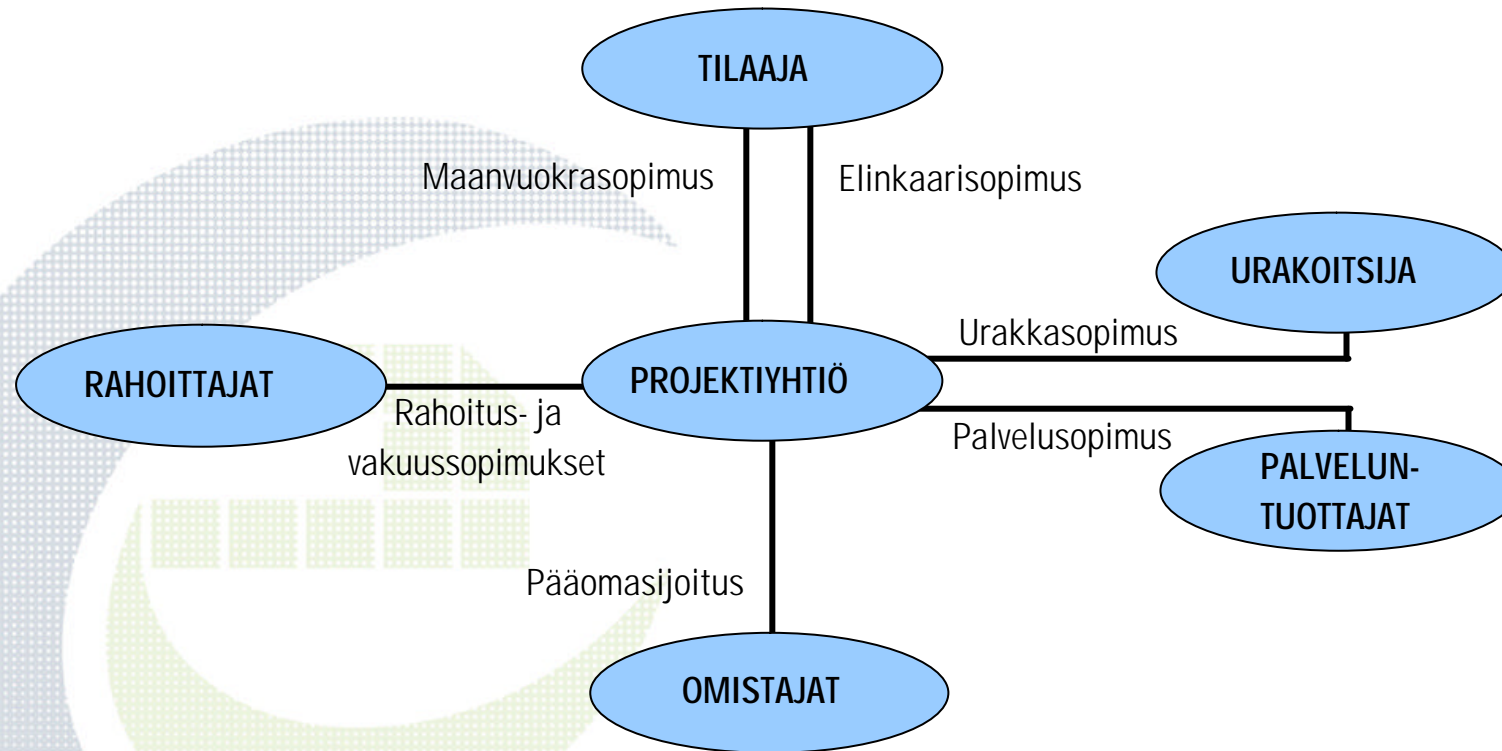 TILAAJA
Maanvuokrasopimus
Elinkaarisopimus
URAKOITSIJA
Urakkasopimus
RAHOITTAJAT
PROJEKTIYHTIÖ
Rahoitus- ja
vakuussopimukset
Palvelusopimus
PALVELUN-
TUOTTAJAT
Pääomasijoitus
OMISTAJAT